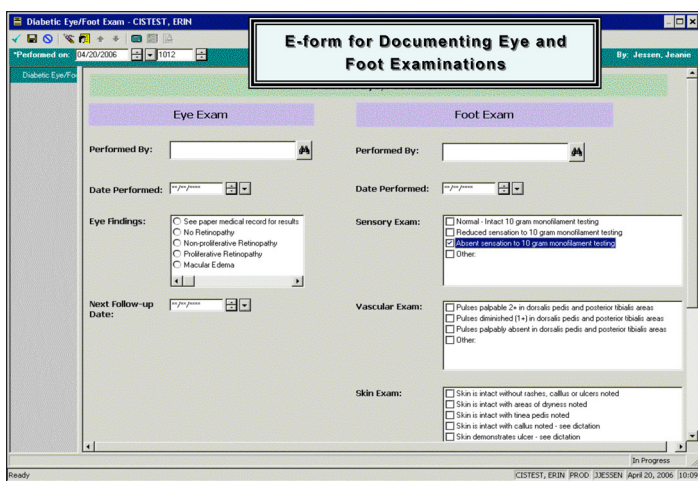 Diabetic Eye/Foot Exam - CISTEST, ERIN
E-form for Documenting Eye and
Foot Examinations
*Performed on: 04/20/2006 1012 By: Jessen, Jeanie
Diabetic Eye/Fo
Eye Exam
Foot Exam
Performed By:
Performed By:
Date Performed: **/**/****
Date Performed: **/**/****
Eye Findings:
See paper medical record for results
No Retinopathy
Non-proliferative Retinopathy
Proliferative Retinopathy
Macular Edema
Sensory Exam:
Normal - Intact 10 gram monofilament testing
Reduced sensation to 10 gram monofilament testing
Absent sensation to 10 gram monofilament testing
Other:
Next Follow-up
Date:
**/**/****
Vascular Exam:
Pulses palpable 2+ in dorsalis pedis and posterior tibialis areas
Pulses diminished (1+) in dorsalis pedis and posterior tibialis areas
Pulses palpably absent in dorsalis pedis and posterior tibialis areas
Other:
Skin Exam:
Skin is intact without rashes, calllus or ulcers noted
Skin is intact with areas of dryness noted
Skin is intact with tinea pedis noted
Skin is intact with callus noted - see dictation
Skin demonstrates ulcer - see dictation
In Progress
Ready
CISTEST, ERIN PROD JJESSEN April 20, 2006 10:09